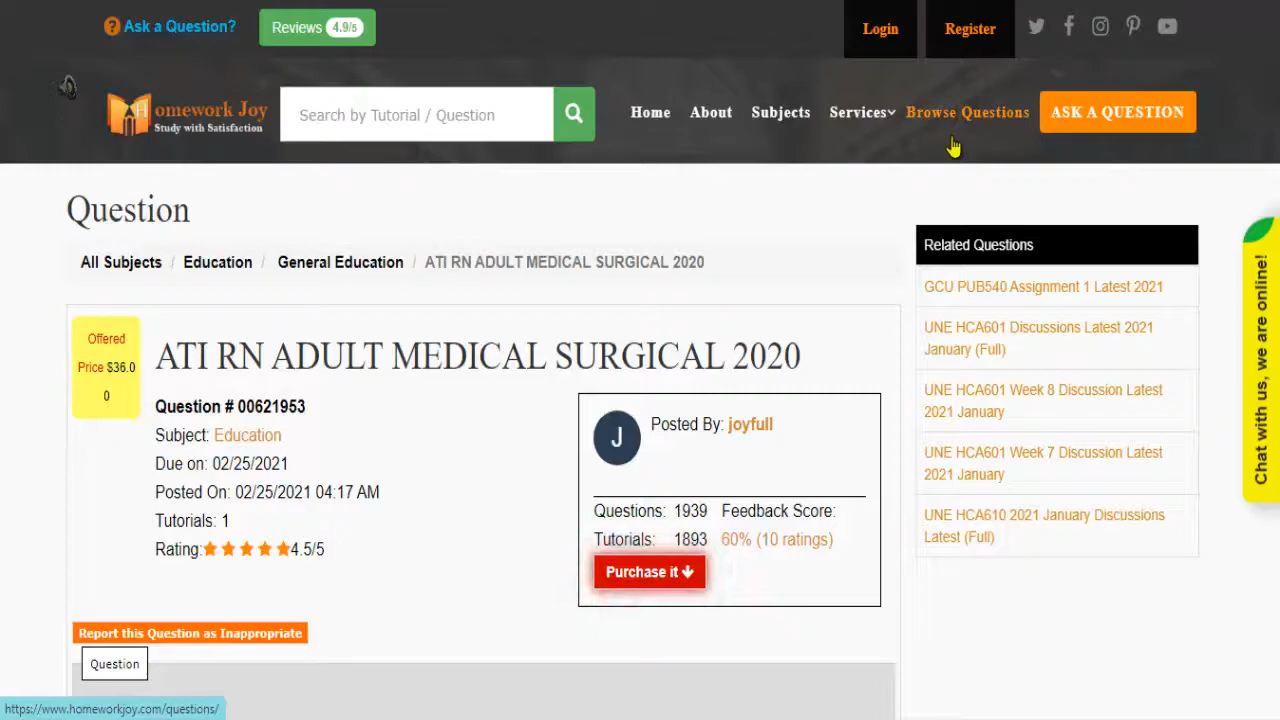 Ask a Question?
Reviews 4.9/5
Login
Register
omework Joy
Study with Satisfaction
Search by Tutorial / Question
Home
About
Subjects
Services
Browse Questions
ASK A QUESTION
Question
All Subjects / Education / General Education / ATI RN ADULT MEDICAL SURGICAL 2020
Offered
Price $36.0
0
ATI RN ADULT MEDICAL SURGICAL 2020
Question # 00621953
Subject: Education
Due on: 02/25/2021
Posted On: 02/25/2021 04:17 AM
Tutorials: 1
Rating: 4.5/5
J
Posted By: joyfull
Questions: 1939 Feedback Score:
Tutorials: 1893 60% (10 ratings)
Purchase it
Report this Question as Inappropriate
Question
Related Questions
GCU PUB540 Assignment 1 Latest 2021
UNE HCA601 Discussions Latest 2021
January (Full)
UNE HCA601 Week 8 Discussion Latest
2021 January
UNE HCA601 Week 7 Discussion Latest
2021 January
UNE HCA610 2021 January Discussions
Latest (Full)
Chat with us, we are online!
https://www.homeworkjoy.com/questions/